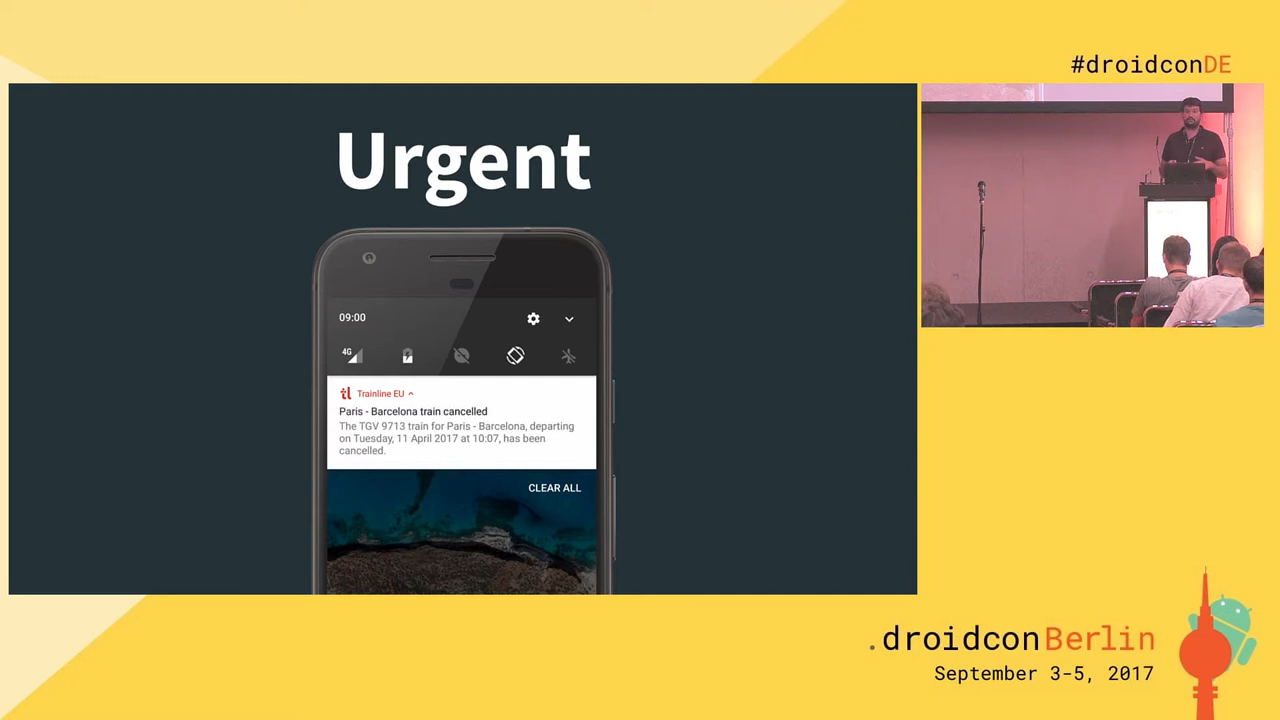 #droidconDE
Urgent
09:00
4G
tl Trainline EU
Paris - Barcelona train cancelled
The TGV 9713 train for Paris - Barcelona, departing
on Tuesday, 11 April 2017 at 10:07, has been
cancelled.
CLEAR ALL
.droidconBerlin
September 3-5, 2017